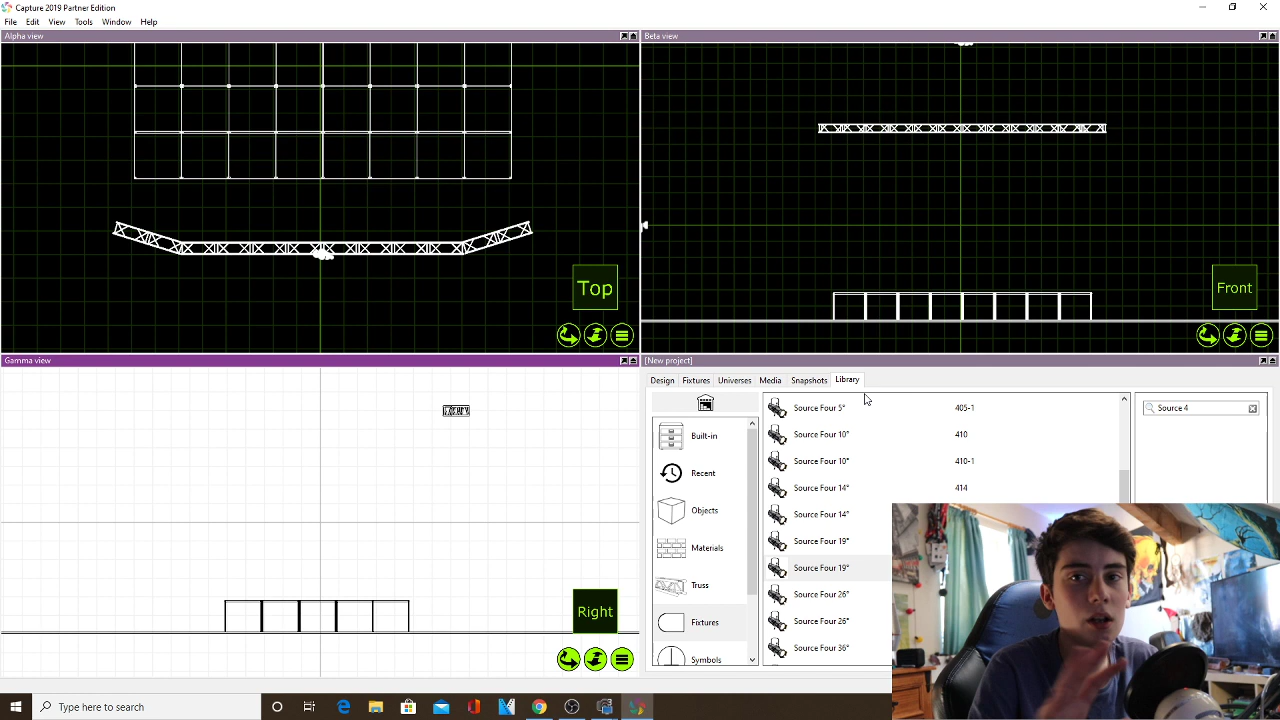 Capture 2019 Partner Edition
File Edit View Tools Window Help
Alpha view
Beta view
Top
Front
Gamma view
[New project]
Design Fixtures Universes Media Snapshots Library
Built-in
Recent
Objects
Materials
Truss
Fixtures
Symbols
Source Four 5° 405-1
Source Four 10° 410
Source Four 10° 410-1
Source Four 14° 414
Source Four 14°
Source Four 19°
Source Four 19°
Source Four 26°
Source Four 26°
Source Four 36°
Source 4
Right
Type here to search